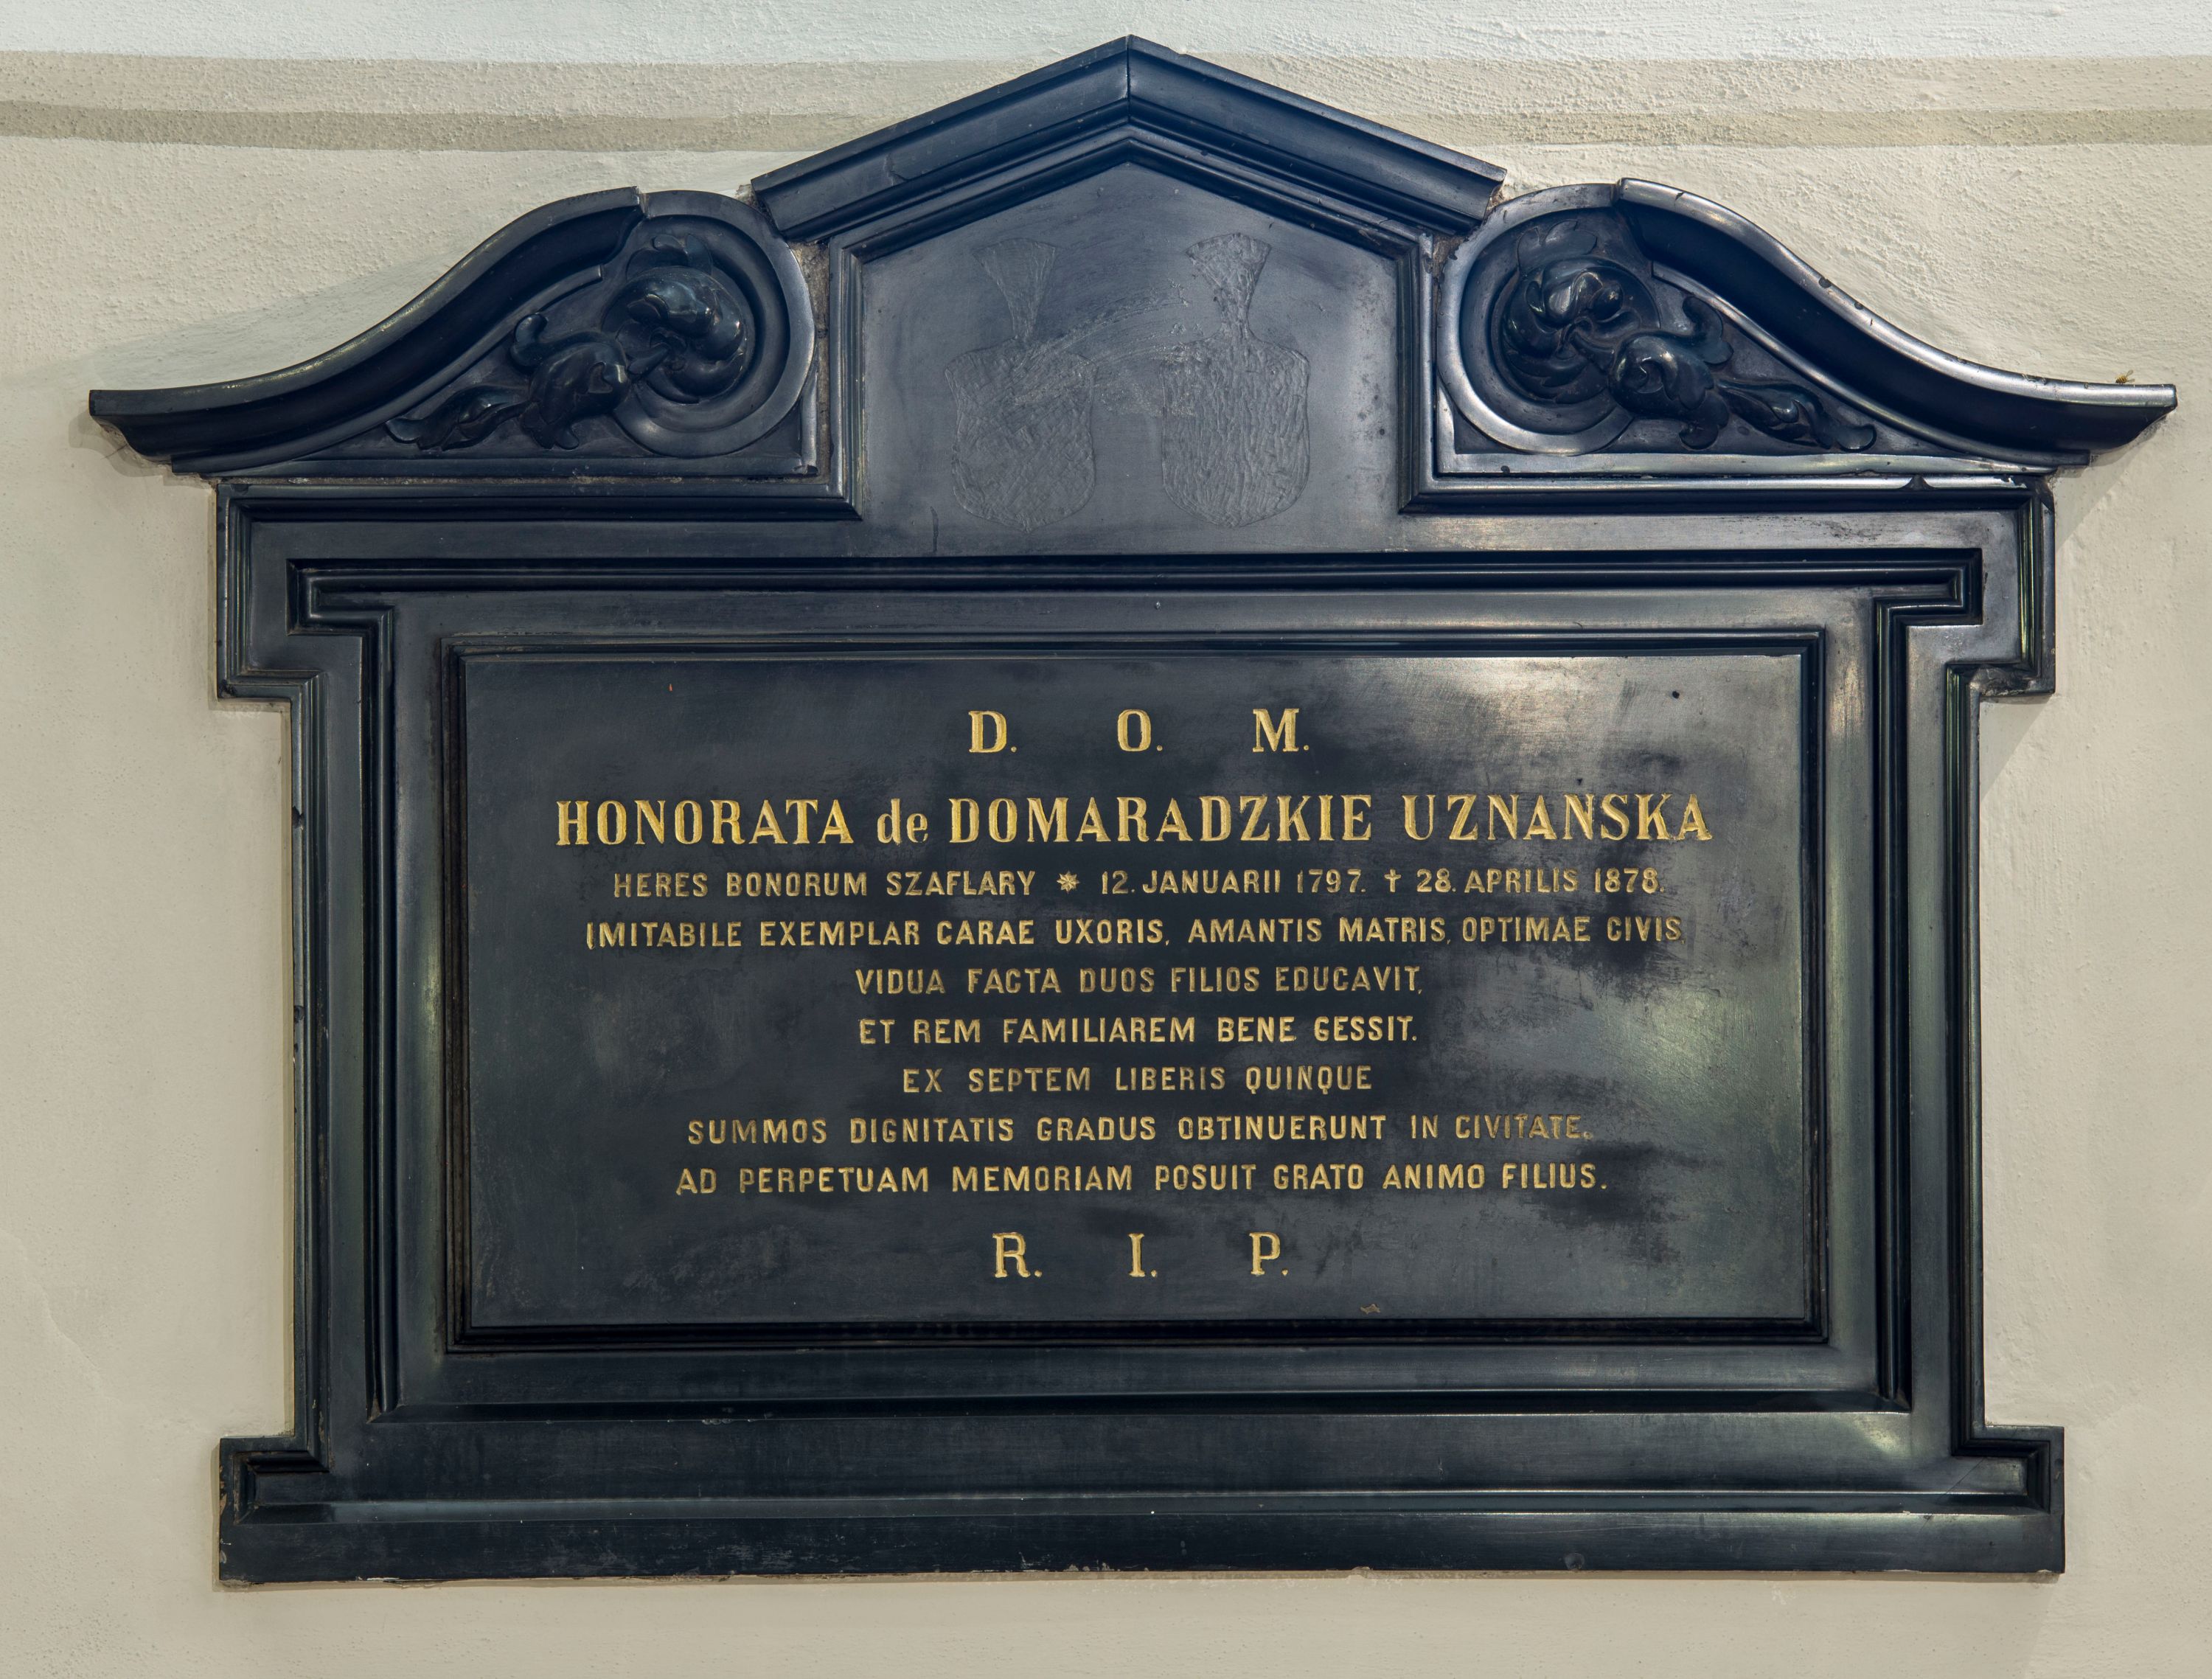 D. O. M.
HONORATA de DOMARADZKIE UZNANSKA
HERES BONORUM SZAFLARY * 12. JANUARII 1797. † 28. APRILIS 1878.
IMITABILE EXEMPLAR CARAE UXORIS, AMANTIS MATRIS, OPTIMAE CIVIS
VIDUA FACTA DUOS FILIOS EDUCAVIT,
ET REM FAMILIAREM BENE GESSIT.
EX SEPTEM LIBERIS QUINQUE
SUMMOS DIGNITATIS GRADUS OBTINUERUNT IN CIVITATE.
AD PERPETUAM MEMORIAM POSUIT GRATO ANIMO FILIUS.
R. I. P.